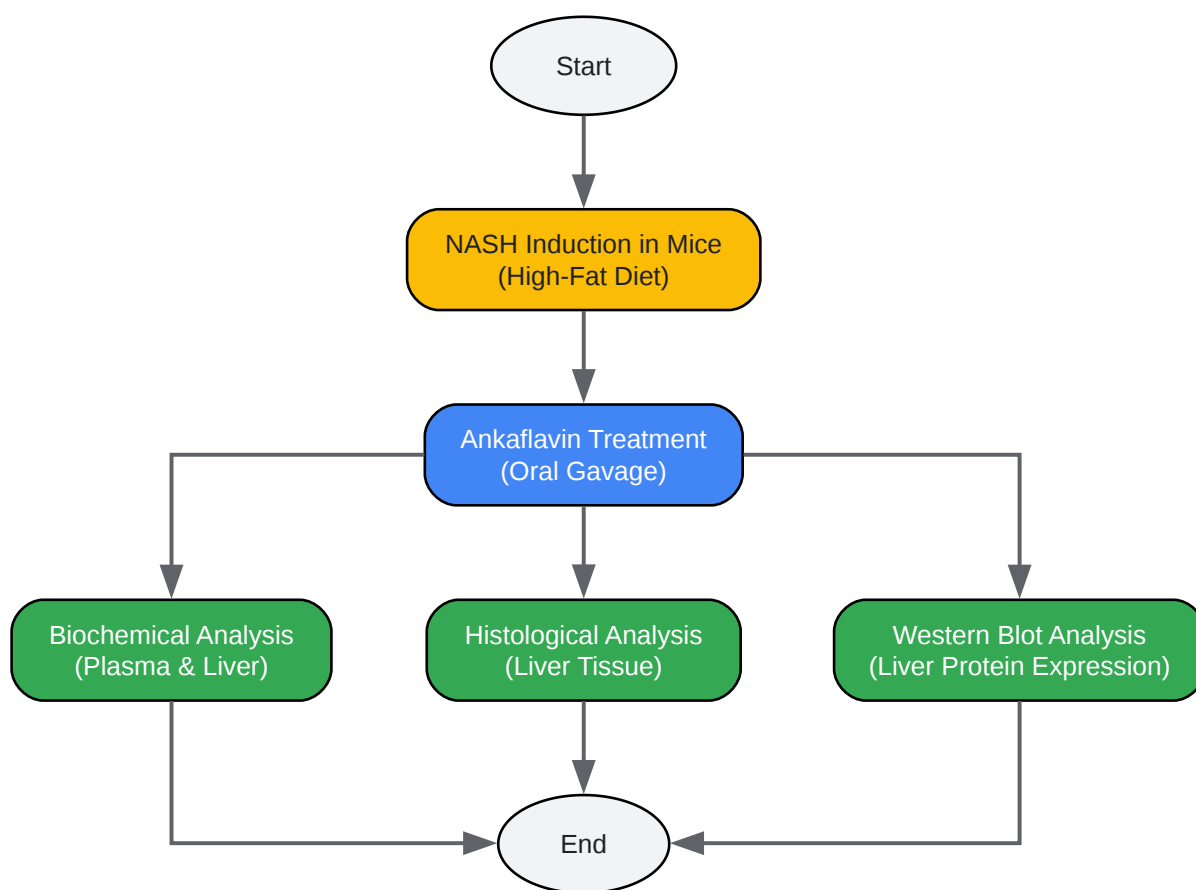 Start
NASH Induction in Mice
(High-Fat Diet)
Ankaflavin Treatment
(Oral Gavage)
Biochemical Analysis
(Plasma & Liver)
Histological Analysis
(Liver Tissue)
Western Blot Analysis
(Liver Protein Expression)
End